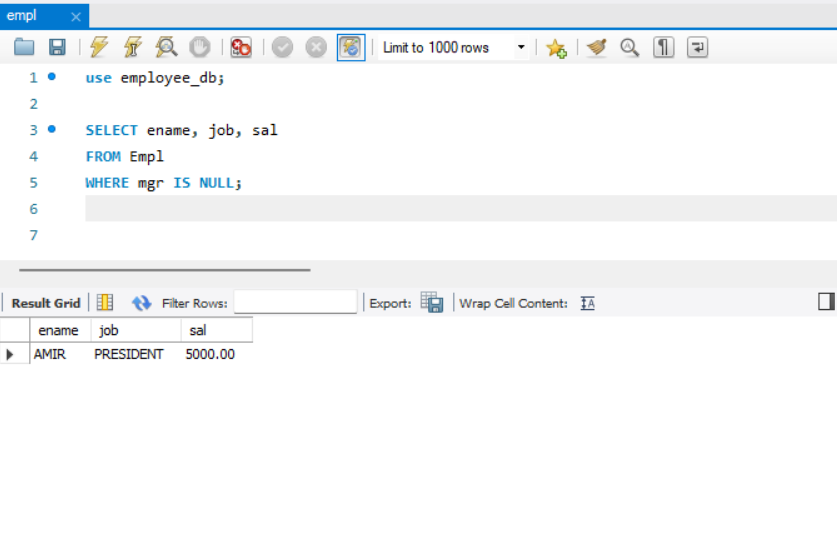 empl
Limit to 1000 rows
1 use employee_db;
2
3 SELECT ename, job, sal
4 FROM Empl
5 WHERE mgr IS NULL;
6
7
Result Grid Filter Rows: Export: Wrap Cell Content:
ename job sal
AMIR PRESIDENT 5000.00